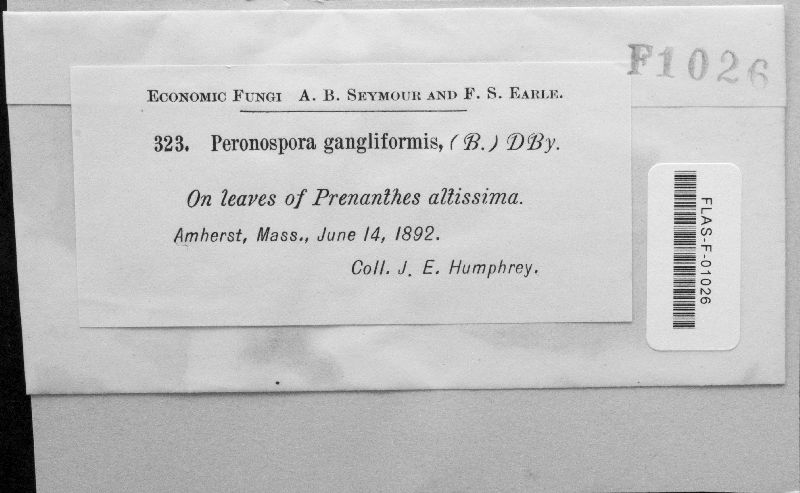 F1026
ECONOMIC FUNGI A. B. SEYMOUR AND F. S. EARLE.
323. Peronospora gangliformis, (B.) DBy.
On leaves of Prenanthes altissima.
Amherst, Mass., June 14, 1892.
Coll. J. E. Humphrey.
FLAS-F-01026